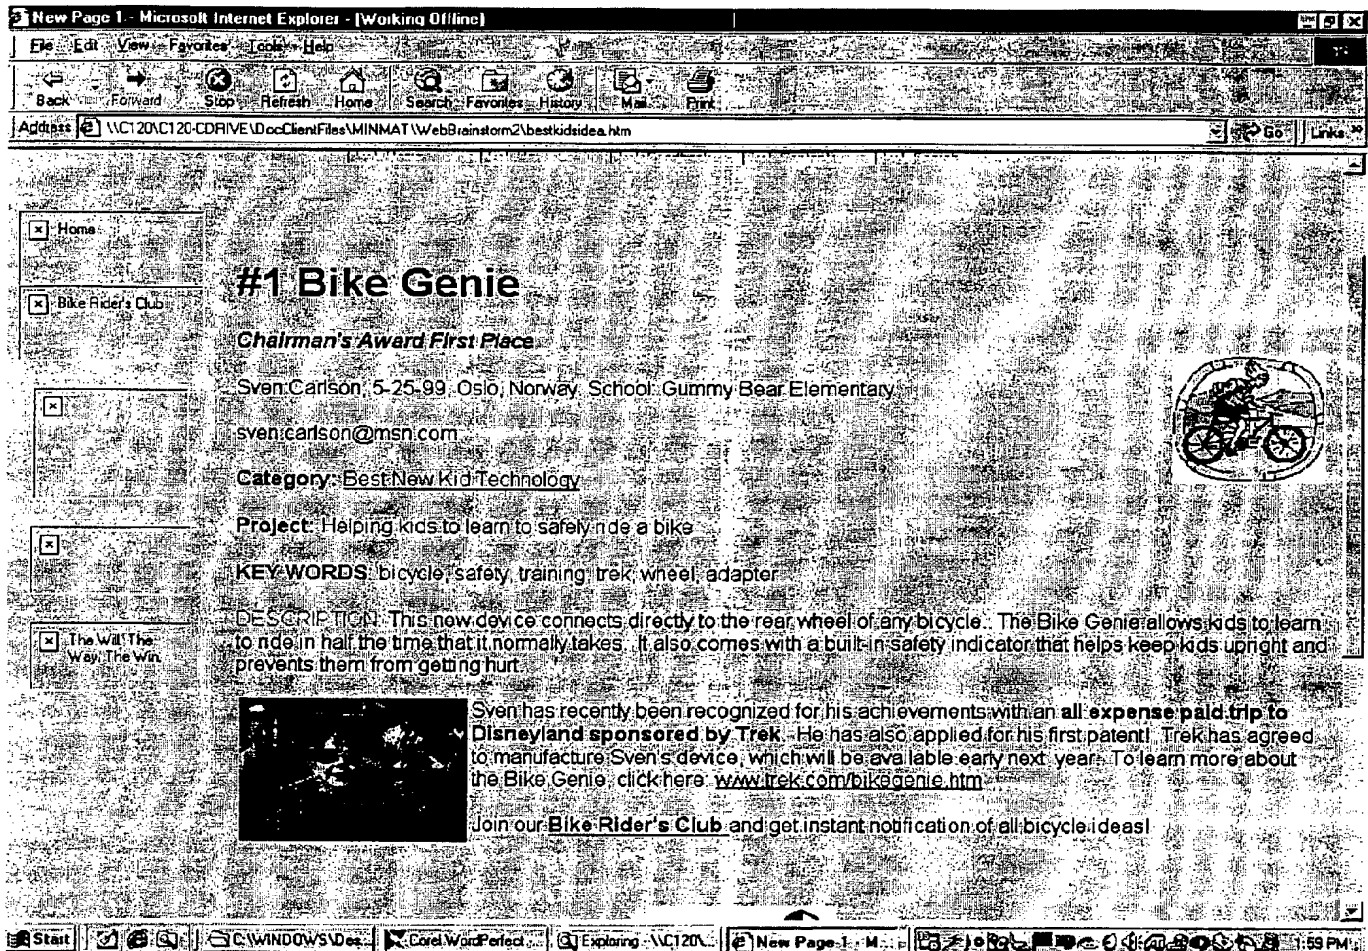 New Page 1 - Microsoft Internet Explorer - [Working Offline]
File Edit View Favorites Tools Help
Back Forward Stop Refresh Home Search Favorites History Mail Print
Address \\C120\C120-CDRIVE\DocClientFiles\MINMAT\WebBrainstorm2\bestkidsidea.htm Go Links »
Home
Bike Rider's Club
The Will, The
Way, The Win
#1 Bike Genie
Chairman's Award First Place
Sven Carlson, 5-25-99, Oslo, Norway, School: Gummy Bear Elementary
sven.carlson@msn.com
Category: Best New Kid Technology
Project: Helping kids to learn to safely ride a bike
KEY WORDS: bicycle, safety, training, trek, wheel, adapter
DESCRIPTION: This new device connects directly to the rear wheel of any bicycle. The Bike Genie allows kids to learn
to ride in half the time that it normally takes. It also comes with a built-in safety indicator that helps keep kids upright and
prevents them from getting hurt.
Sven has recently been recognized for his achievements with an all expense paid trip to
Disneyland sponsored by Trek. He has also applied for his first patent! Trek has agreed
to manufacture Sven's device, which will be available early next year. To learn more about
the Bike Genie, click here: www.trek.com/bikegenie.htm
Join our Bike Rider's Club and get instant notification of all bicycle ideas!
Start C:\WINDOWS\Des... Corel WordPerfect ... Exploring - \\C120\... New Page 1 - M... :55 PM